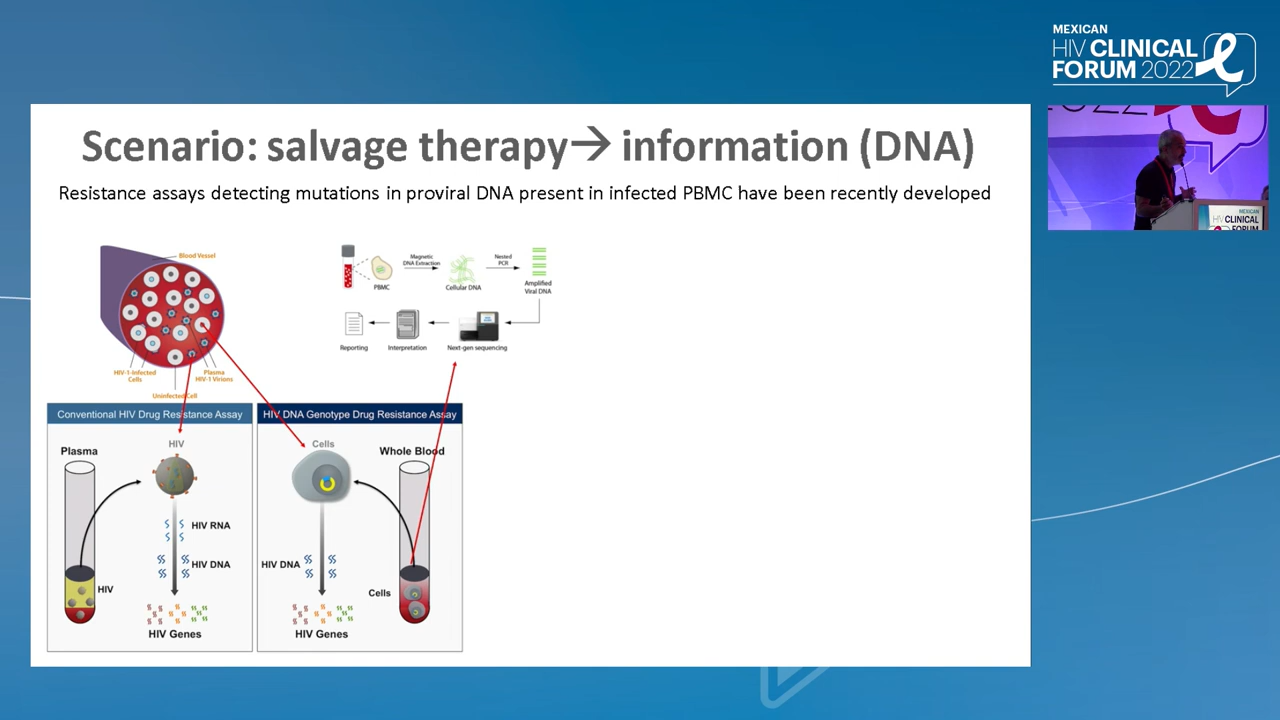 MEXICAN
HIV CLINICAL
FORUM 2022
Scenario: salvage therapy→ information (DNA)
Resistance assays detecting mutations in proviral DNA present in infected PBMC have been recently developed
Blood Vessel
HIV-1-Infected
Cells
Plasma
HIV-1 Virions
Uninfected Cell
PBMC
Magnetic
DNA Extraction
Cellular DNA
Nested
PCR
Amplified
Viral DNA
Reporting
Interpretation
Next-gen sequencing
Conventional HIV Drug Resistance Assay
Plasma
HIV
HIV RNA
HIV DNA
HIV
HIV Genes
HIV DNA Genotype Drug Resistance Assay
Cells
Whole Blood
HIV DNA
Cells
HIV Genes
2022
MEXICAN
HIV CLINICAL